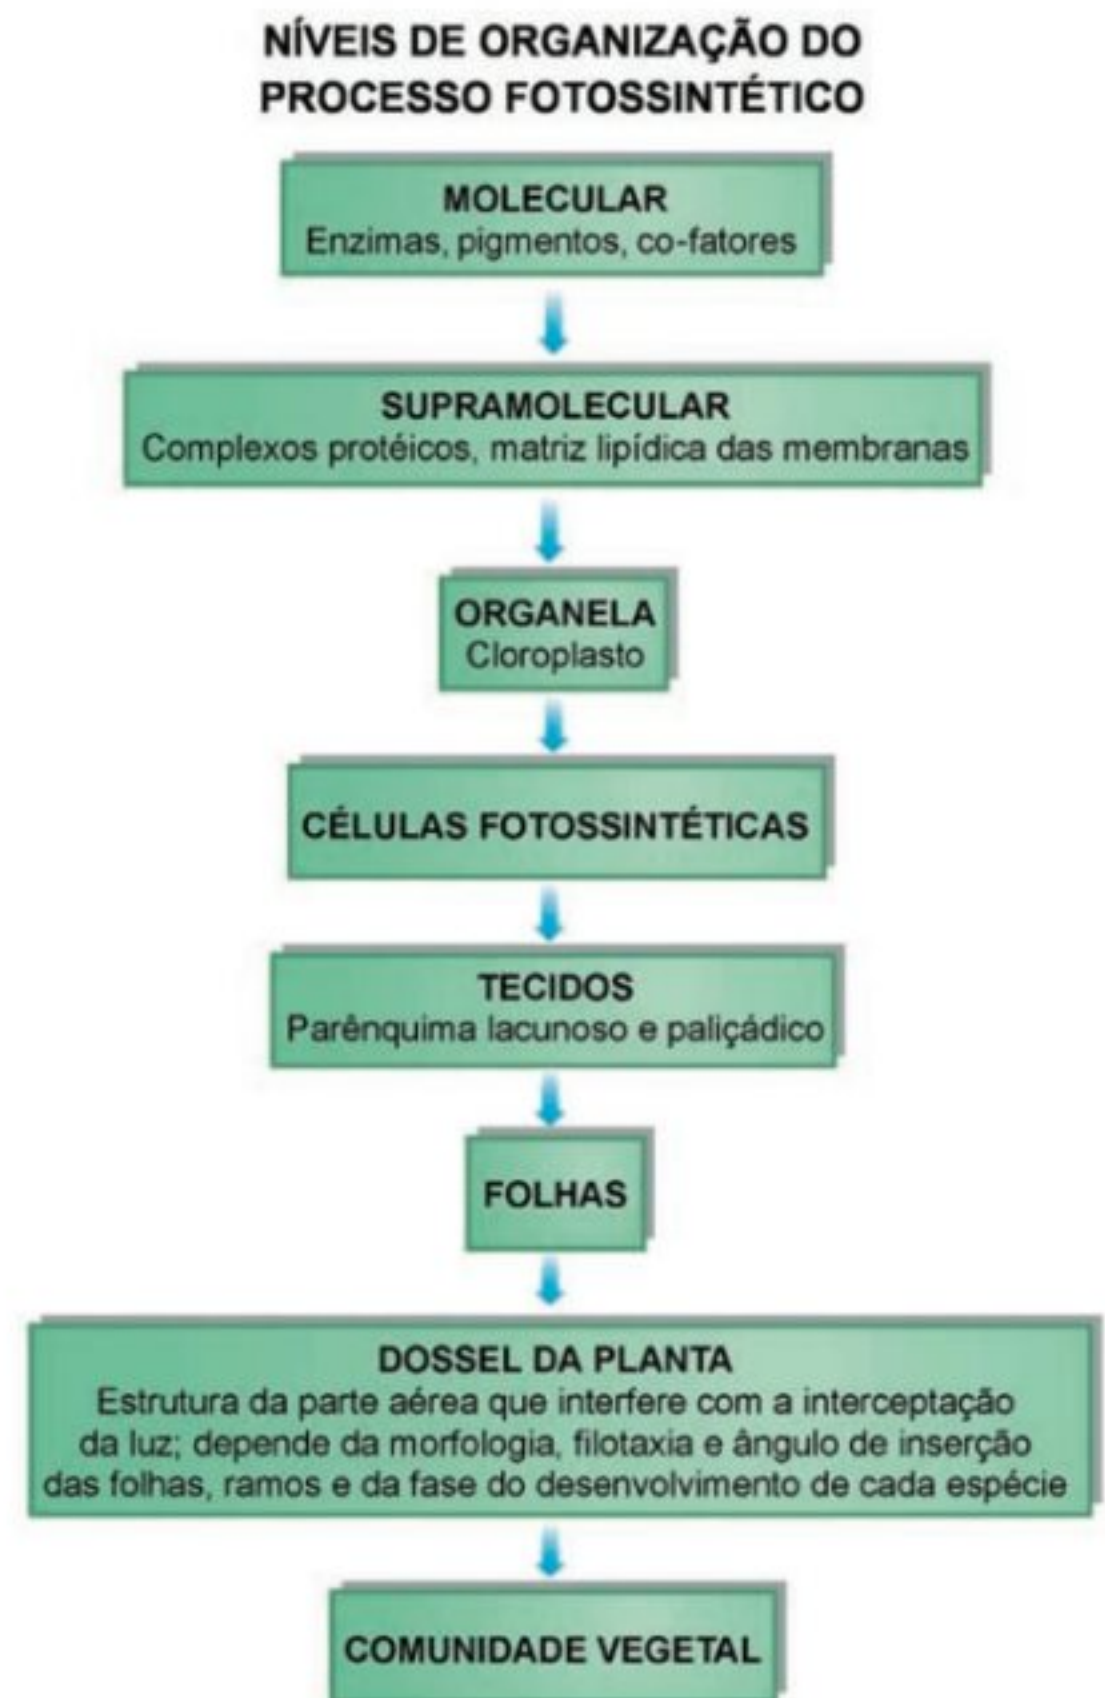 NÍVEIS DE ORGANIZAÇÃO DO
PROCESSO FOTOSSINTÉTICO
MOLECULAR
Enzimas, pigmentos, co-fatores
SUPRAMOLECULAR
Complexos protéicos, matriz lipídica das membranas
ORGANELA
Cloroplasto
CÉLULAS FOTOSSINTÉTICAS
TECIDOS
Parênquima lacunoso e paliçádico
FOLHAS
DOSSEL DA PLANTA
Estrutura da parte aérea que interfere com a interceptação
da luz; depende da morfologia, filotaxia e ângulo de inserção
das folhas, ramos e da fase do desenvolvimento de cada espécie
COMUNIDADE VEGETAL